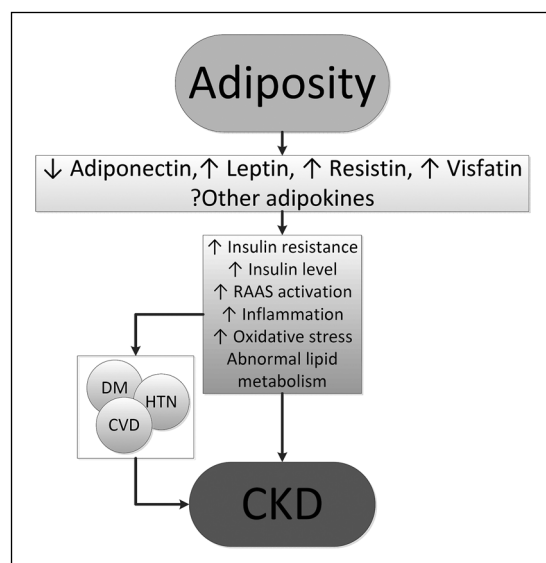 Adiposity
↓ Adiponectin,↑ Leptin, ↑ Resistin, ↑ Visfatin
?Other adipokines
↑ Insulin resistance
↑ Insulin level
↑ RAAS activation
↑ Inflammation
↑ Oxidative stress
Abnormal lipid
metabolism
DM
HTN
CVD
CKD